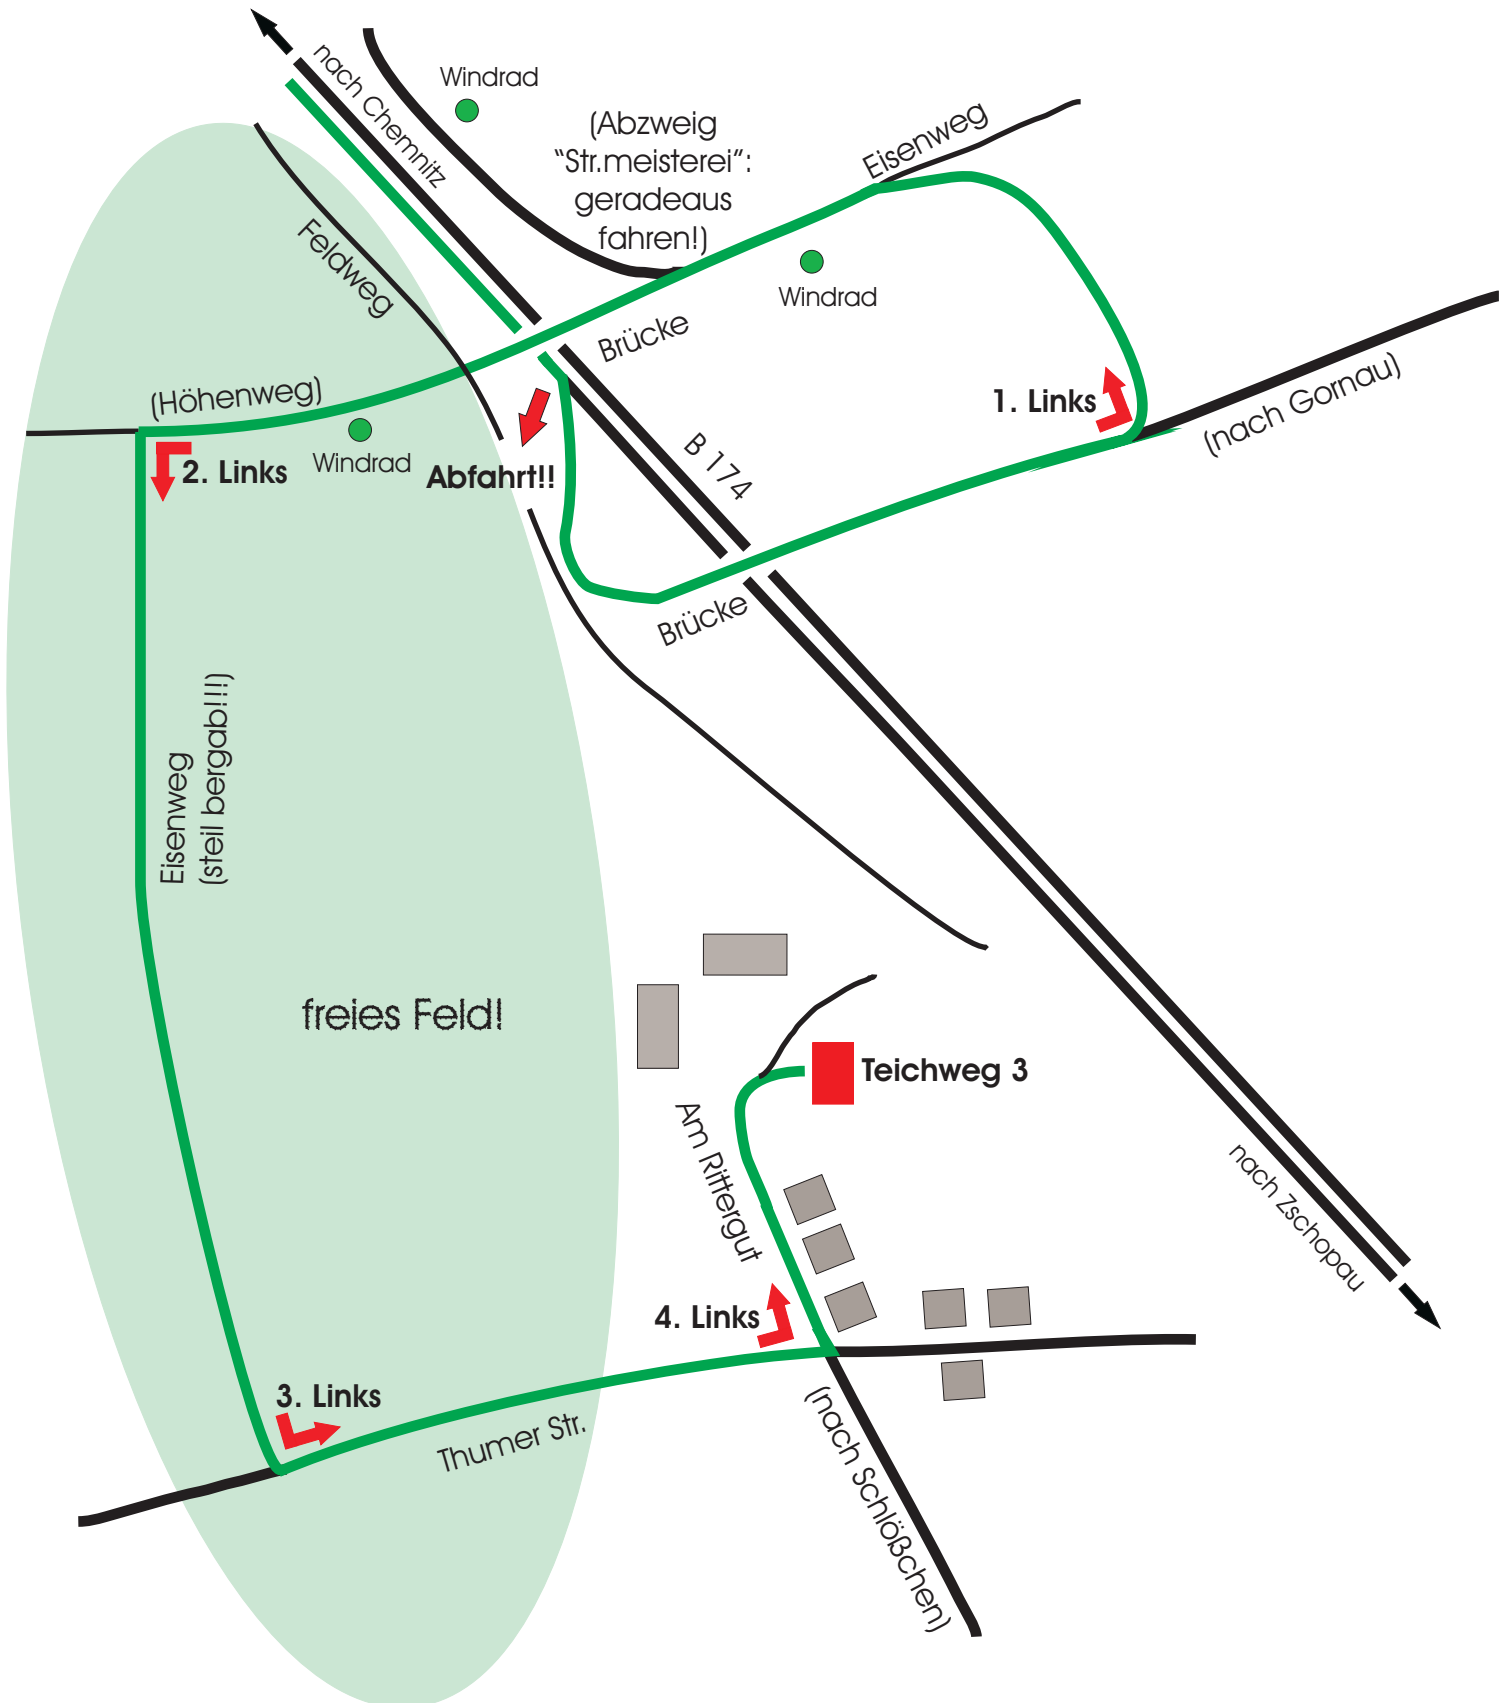 nach Chemnitz
Windrad
(Abzweig
"Str.meisterei":
geradeaus
fahren!)
Eisenweg
Feldweg
Windrad
Brücke
(Höhenweg)
1. Links
(nach Gornau)
2. Links
Windrad
Abfahrt!!
B 174
Brücke
Eisenweg
(steil bergab!!!)
freies Feld!
Teichweg 3
Am Rittergut
nach Zschopau
4. Links
3. Links
Thumer Str.
(nach Schlößchen)